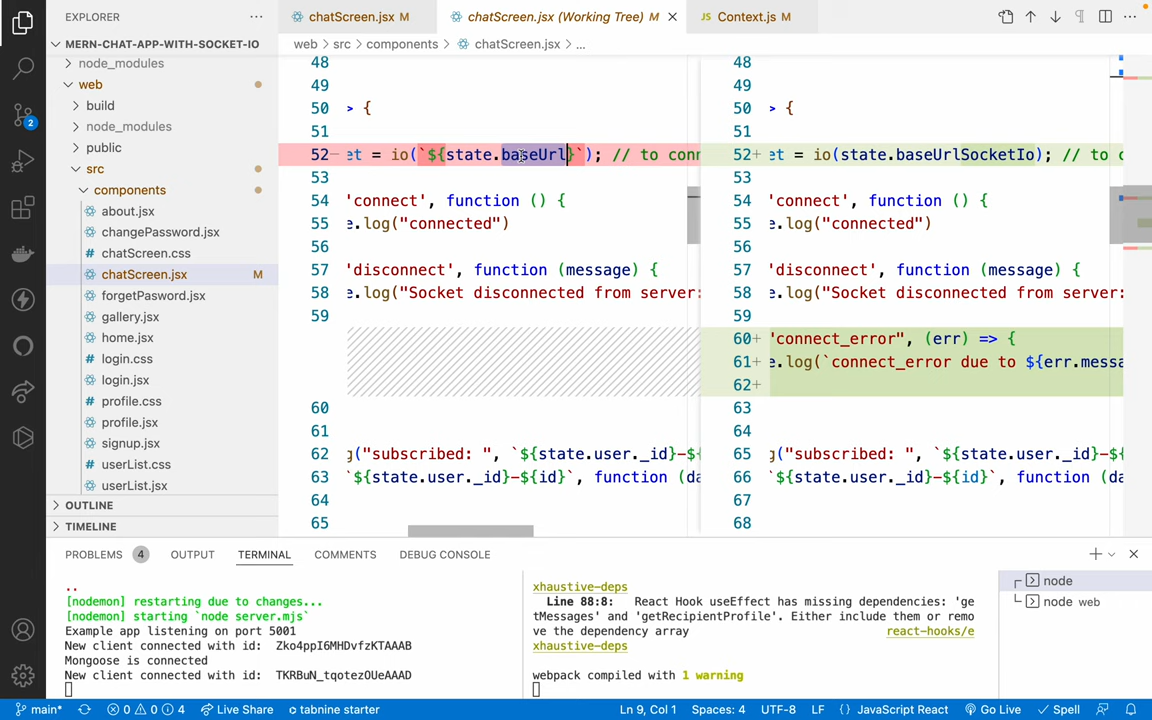 EXPLORER
chatScreen.jsx M
chatScreen.jsx (Working Tree) M
JS Context.js M
MERN-CHAT-APP-WITH-SOCKET-IO
web > src > components > chatScreen.jsx > ...
node_modules
web
build
node_modules
public
src
components
about.jsx
changePassword.jsx
# chatScreen.css
chatScreen.jsx M
forgetPasword.jsx
gallery.jsx
home.jsx
# login.css
login.jsx
# profile.css
profile.jsx
signup.jsx
# userList.css
userList.jsx
OUTLINE
TIMELINE
48
49
50 > {
51
52 et = io(`${state.baseUrl}`); // to conn
53
54 'connect', function () {
55 e.log("connected")
56
57 'disconnect', function (message) {
58 e.log("Socket disconnected from server:
59
60
61
62 g("subscribed: ", `${state.user._id}-${
63 `${state.user._id}-${id}`, function (da
64
65
48
49
50 > {
51
52+ et = io(state.baseUrlSocketIo); // to c
53
54 'connect', function () {
55 e.log("connected")
56
57 'disconnect', function (message) {
58 e.log("Socket disconnected from server:
59
60+ "connect_error", (err) => {
61+ e.log(`connect_error due to ${err.messa
62+
63
64
65 g("subscribed: ", `${state.user._id}-${
66 `${state.user._id}-${id}`, function (da
67
68
PROBLEMS 4 OUTPUT TERMINAL COMMENTS DEBUG CONSOLE
..
[nodemon] restarting due to changes...
[nodemon] starting `node server.mjs`
Example app listening on port 5001
New client connected with id: Zko4ppI6MHDvfzKTAAAB
Mongoose is connected
New client connected with id: TKRBuN_tqotezOUeAAAD
xhaustive-deps
Line 88:8: React Hook useEffect has missing dependencies: 'ge
tMessages' and 'getRecipientProfile'. Either include them or remo
ve the dependency array react-hooks/e
xhaustive-deps
webpack compiled with 1 warning
node
node web
2
main* 0 0 4 Live Share tabnine starter Ln 9, Col 1 Spaces: 4 UTF-8 LF {} JavaScript React Go Live Spell